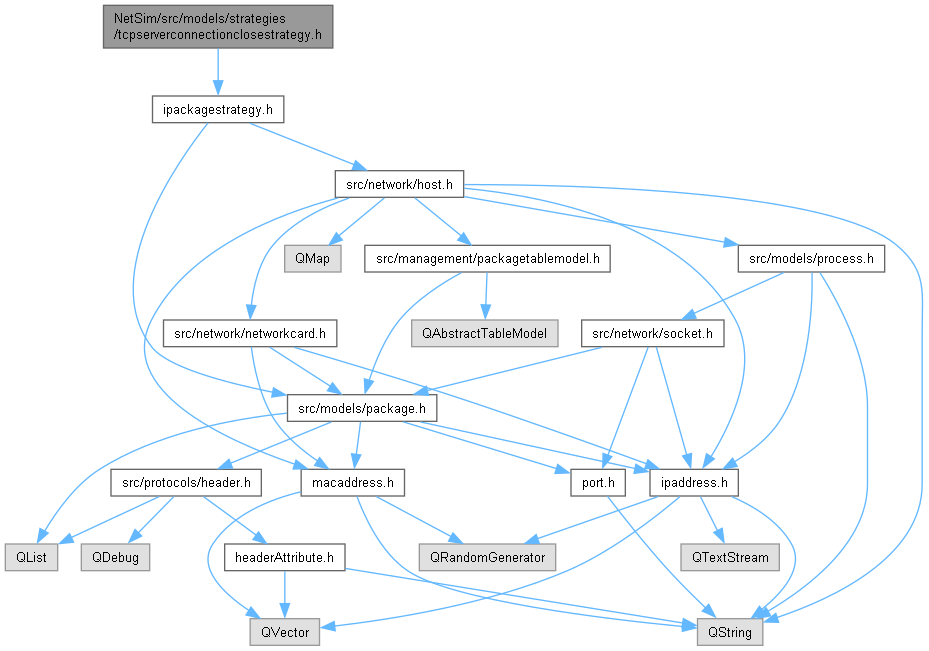 NetSim/src/models/strategies
/tcpserverconnectionclosestrategy.h
ipackagestrategy.h
src/network/host.h
QMap
src/management/packagetablemodel.h
src/models/process.h
src/network/networkcard.h
QAbstractTableModel
src/network/socket.h
src/models/package.h
src/protocols/header.h
macaddress.h
port.h
ipaddress.h
QList
QDebug
headerAttribute.h
QRandomGenerator
QTextStream
QVector
QString